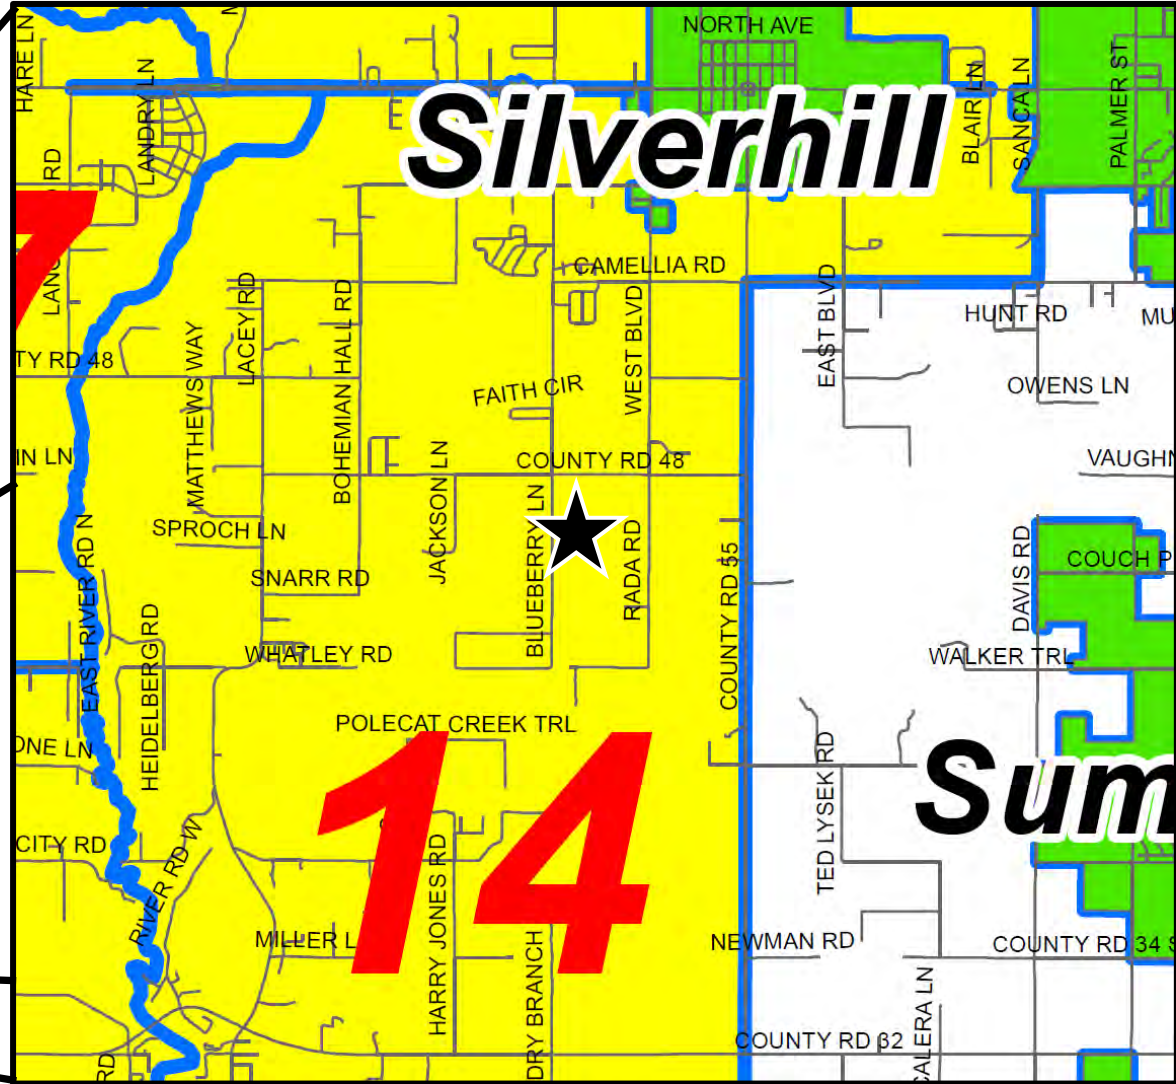 NORTH AVE
HARE LN
LANDRY LN
BLAIR LN
SANCA LN
PALMER ST
Silverhill
RD
7
CAMELLIA RD
LACEY RD
BOHEMIAN HALL RD
WEST BLVD
EAST BLVD
HUNT RD
TY RD 48
MATTHEWS WAY
FAITH CIR
OWENS LN
IN LN
JACKSON LN
COUNTY RD 48
VAUGHN
SPROCH LN
BLUEBERRY LN
RADA RD
DAVIS RD
COUCH P
EAST RIVER RD N
SNARR RD
COUNTY RD 55
HEIDELBERG RD
WHATLEY RD
WALKER TRL
POLECAT CREEK TRL
ONE LN
14
TED LYSEK RD
Sum
CITY RD
RIVER RD W
HARRY JONES RD
MILLER L
DRY BRANCH
NEWMAN RD
COUNTY RD 34 S
CALERA LN
COUNTY RD 32
RD